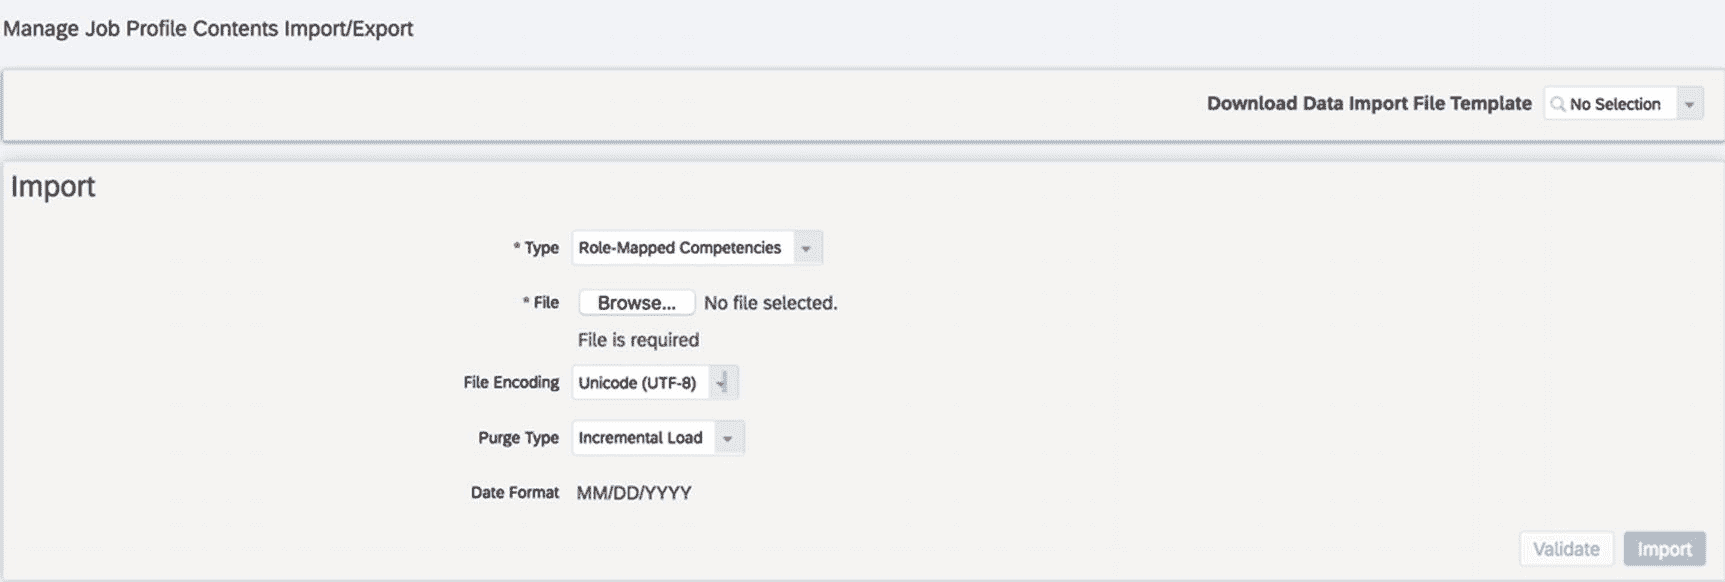 Manage Job Profile Contents Import/Export
Download Data Import File Template No Selection
Import
* Type Role-Mapped Competencies
* File Browse... No file selected.
File is required
File Encoding Unicode (UTF-8)
Purge Type Incremental Load
Date Format MM/DD/YYYY
Validate Import